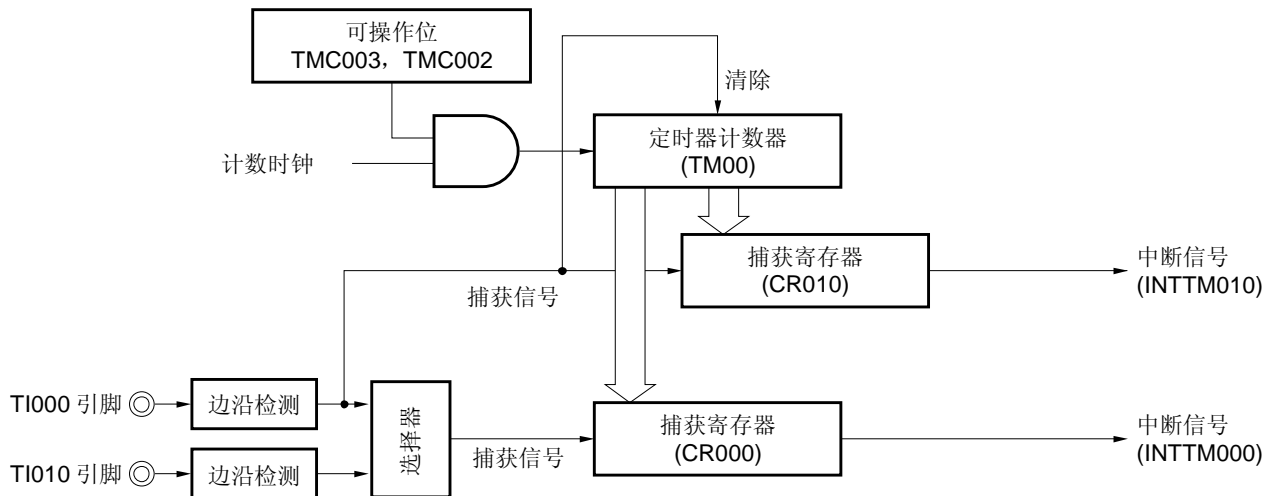 可操作位
TMC003，TMC002
清除
计数时钟
定时器计数器
(TM00)
捕获寄存器
(CR010)
中断信号
(INTTM010)
捕获信号
TI000 引脚
边沿检测
选择器
捕获寄存器
(CR000)
中断信号
(INTTM000)
捕获信号
TI010 引脚
边沿检测